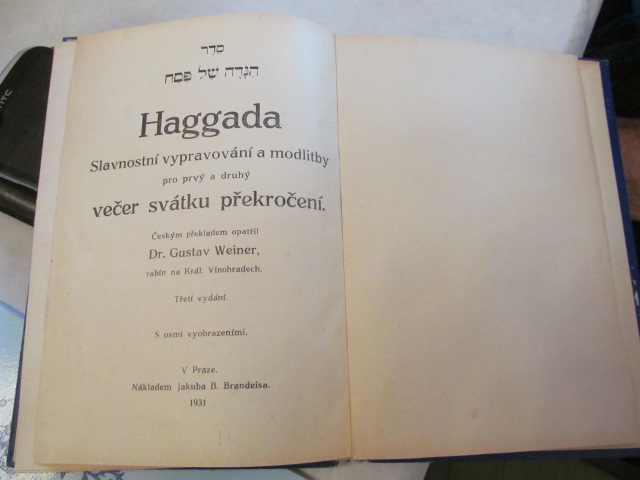 סדר
הגדה של פסח
Haggada
Slavnostní vypravování a modlitby
pro prvý a druhý
večer svátku překročení.
Českým překladem opatřil
Dr. Gustav Weiner,
rabín na Král. Vinohradech.
Třetí vydání.
S osmi vyobrazeními.
V Praze.
Nákladem Jakuba B. Brandeisa.
1931
hTC